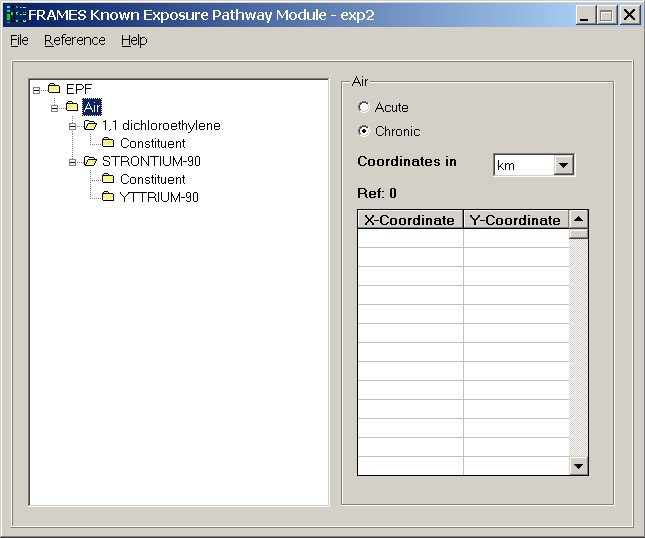 FRAMES Known Exposure Pathway Module - exp2
File Reference Help
EPF
Air
1,1 dichloroethylene
Constituent
STRONTIUM-90
Constituent
YTTRIUM-90
Air
Acute
Chronic
Coordinates in km
Ref: 0
X-Coordinate Y-Coordinate